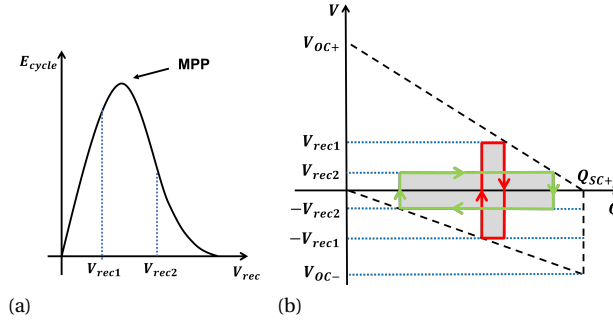 E_cycle
MPP
V_rec1
V_rec2
V_rec
(a)
V
V_OC+
V_rec1
V_rec2
Q_SC+
-V_rec2
-V_rec1
V_OC-
(b)